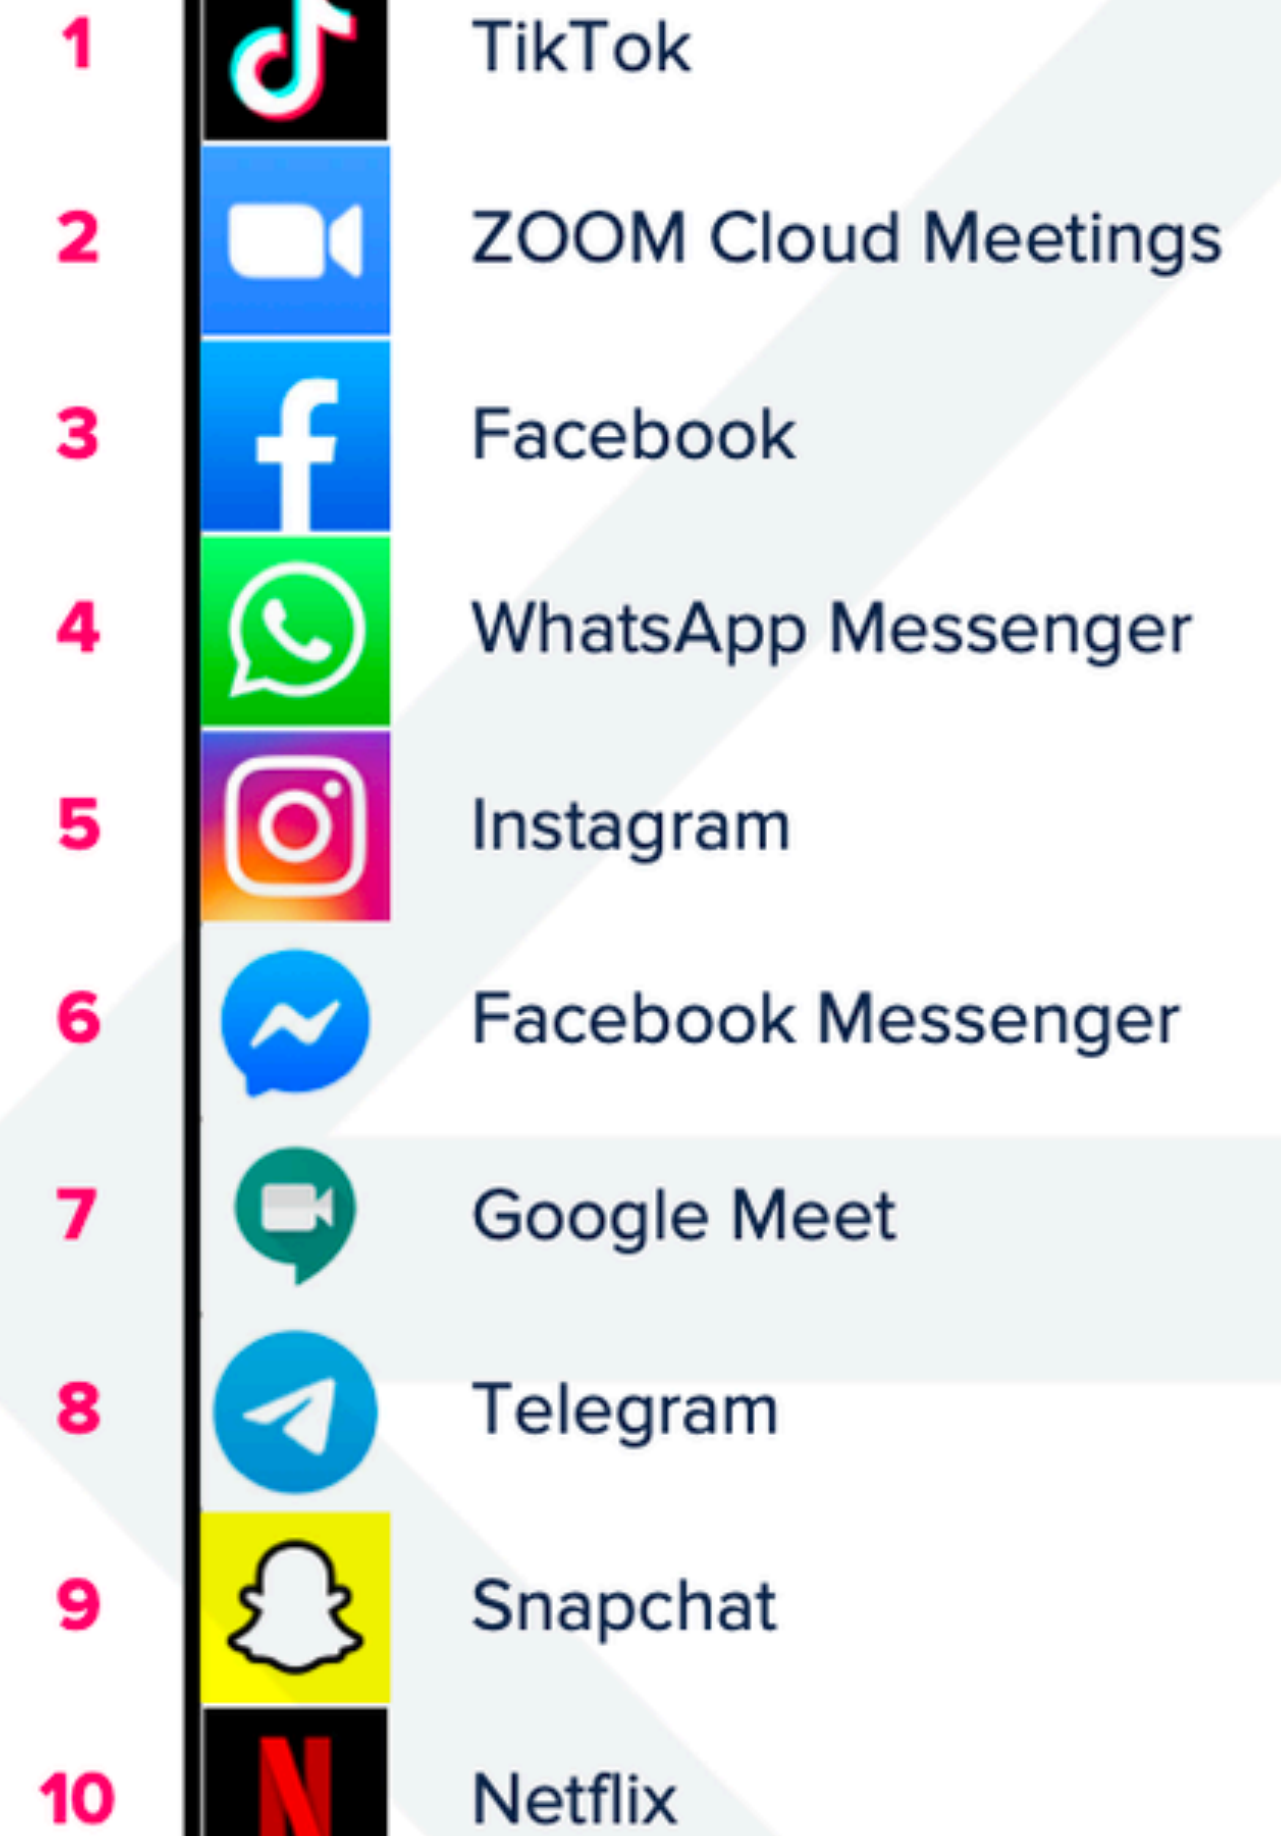 1 TikTok
2 ZOOM Cloud Meetings
3 Facebook
4 WhatsApp Messenger
5 Instagram
6 Facebook Messenger
7 Google Meet
8 Telegram
9 Snapchat
10 Netflix